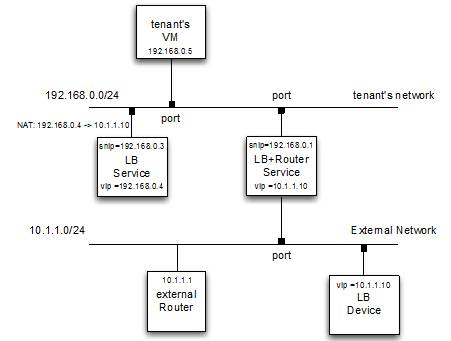 tenant's
VM
192.168.0.5
192.168.0.0/24
port
tenant's network
port
NAT: 192.168.0.4 -> 10.1.1.10
snip=192.168.0.3
LB
Service
vip =192.168.0.4
snip=192.168.0.1
LB+Router
Service
vip =10.1.1.10
10.1.1.0/24
External Network
port
10.1.1.1
external
Router
vip =10.1.1.10
LB
Device